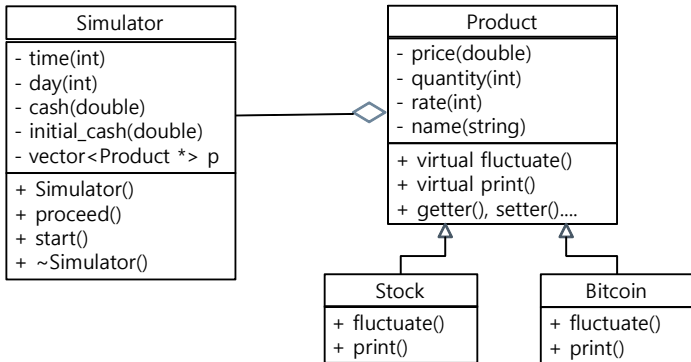 Simulator
- time(int)
- day(int)
- cash(double)
- initial_cash(double)
- vector<Product *> p
+ Simulator()
+ proceed()
+ start()
+ ~Simulator()
Product
- price(double)
- quantity(int)
- rate(int)
- name(string)
+ virtual fluctuate()
+ virtual print()
+ getter(), setter()....
Stock
+ fluctuate()
+ print()
Bitcoin
+ fluctuate()
+ print()